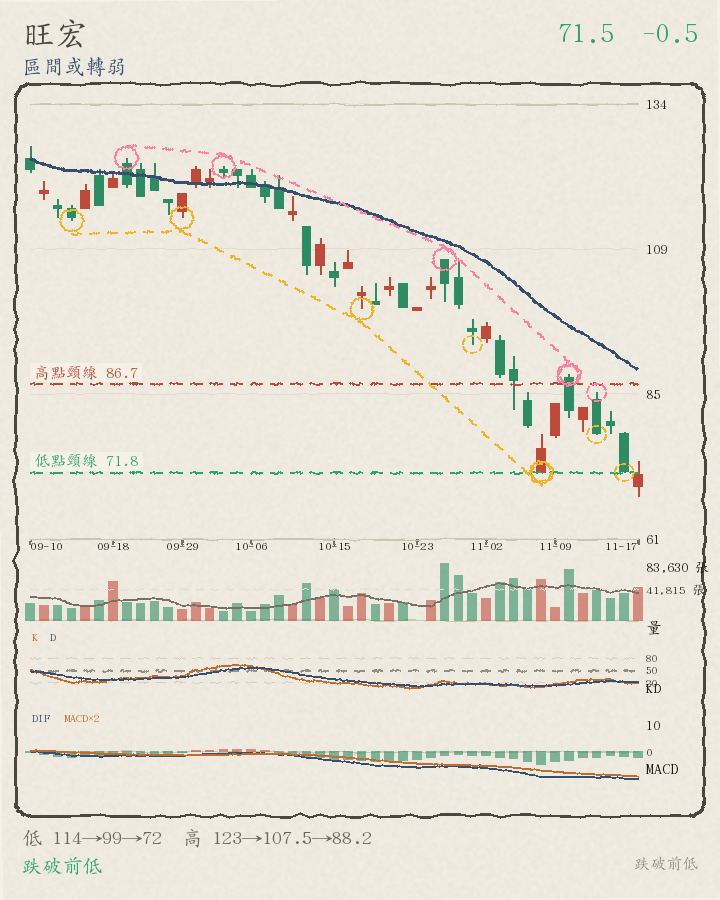 旺宏
71.5 -0.5
區間或轉弱
134
109
高點頸線 86.7
85
低點頸線 71.8
61
09-10 09-18 09-29 10-06 10-15 10-23 11-02 11-09 11-17
83,630 張
41,815 張
量
K D
80
50
20
KD
DIF MACD×2
10
0
MACD
低 114→99→72 高 123→107.5→88.2
跌破前低
跌破前低